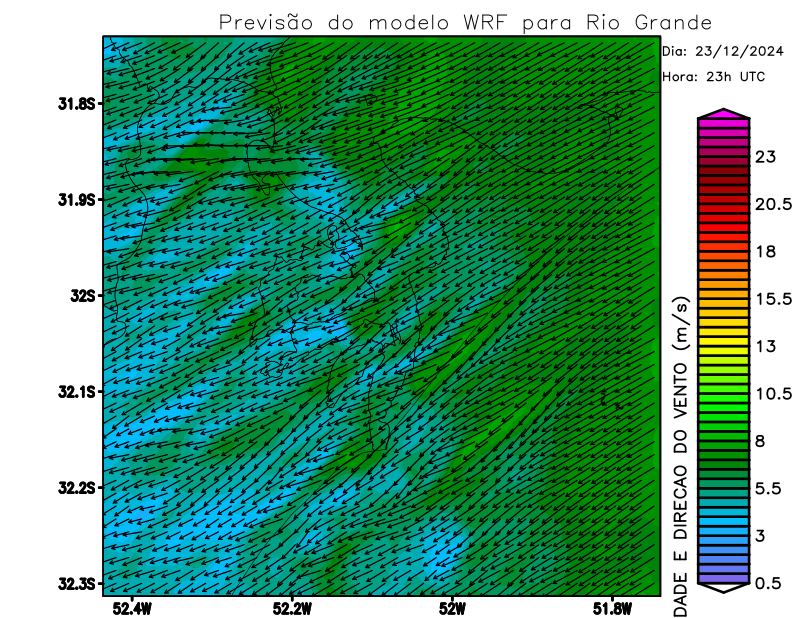 Previsão do modelo WRF para Rio Grande
Dia: 23/12/2024
Hora: 23h UTC
31.8S
31.9S
32S
32.1S
32.2S
32.3S
52.4W
52.2W
52W
51.8W
23
20.5
18
15.5
13
10.5
8
5.5
3
0.5
DADE E DIRECAO DO VENTO (m/s)